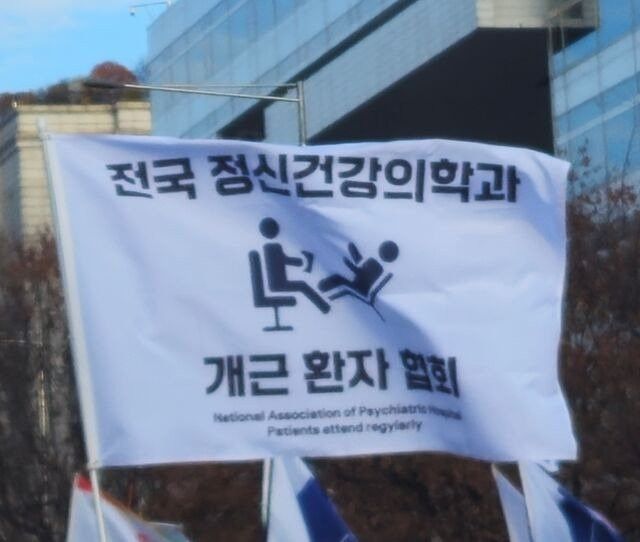 전국 정신건강의학과
개근 환자 협회
National Association of Psychiatric Hospital
Patients attend regylarly